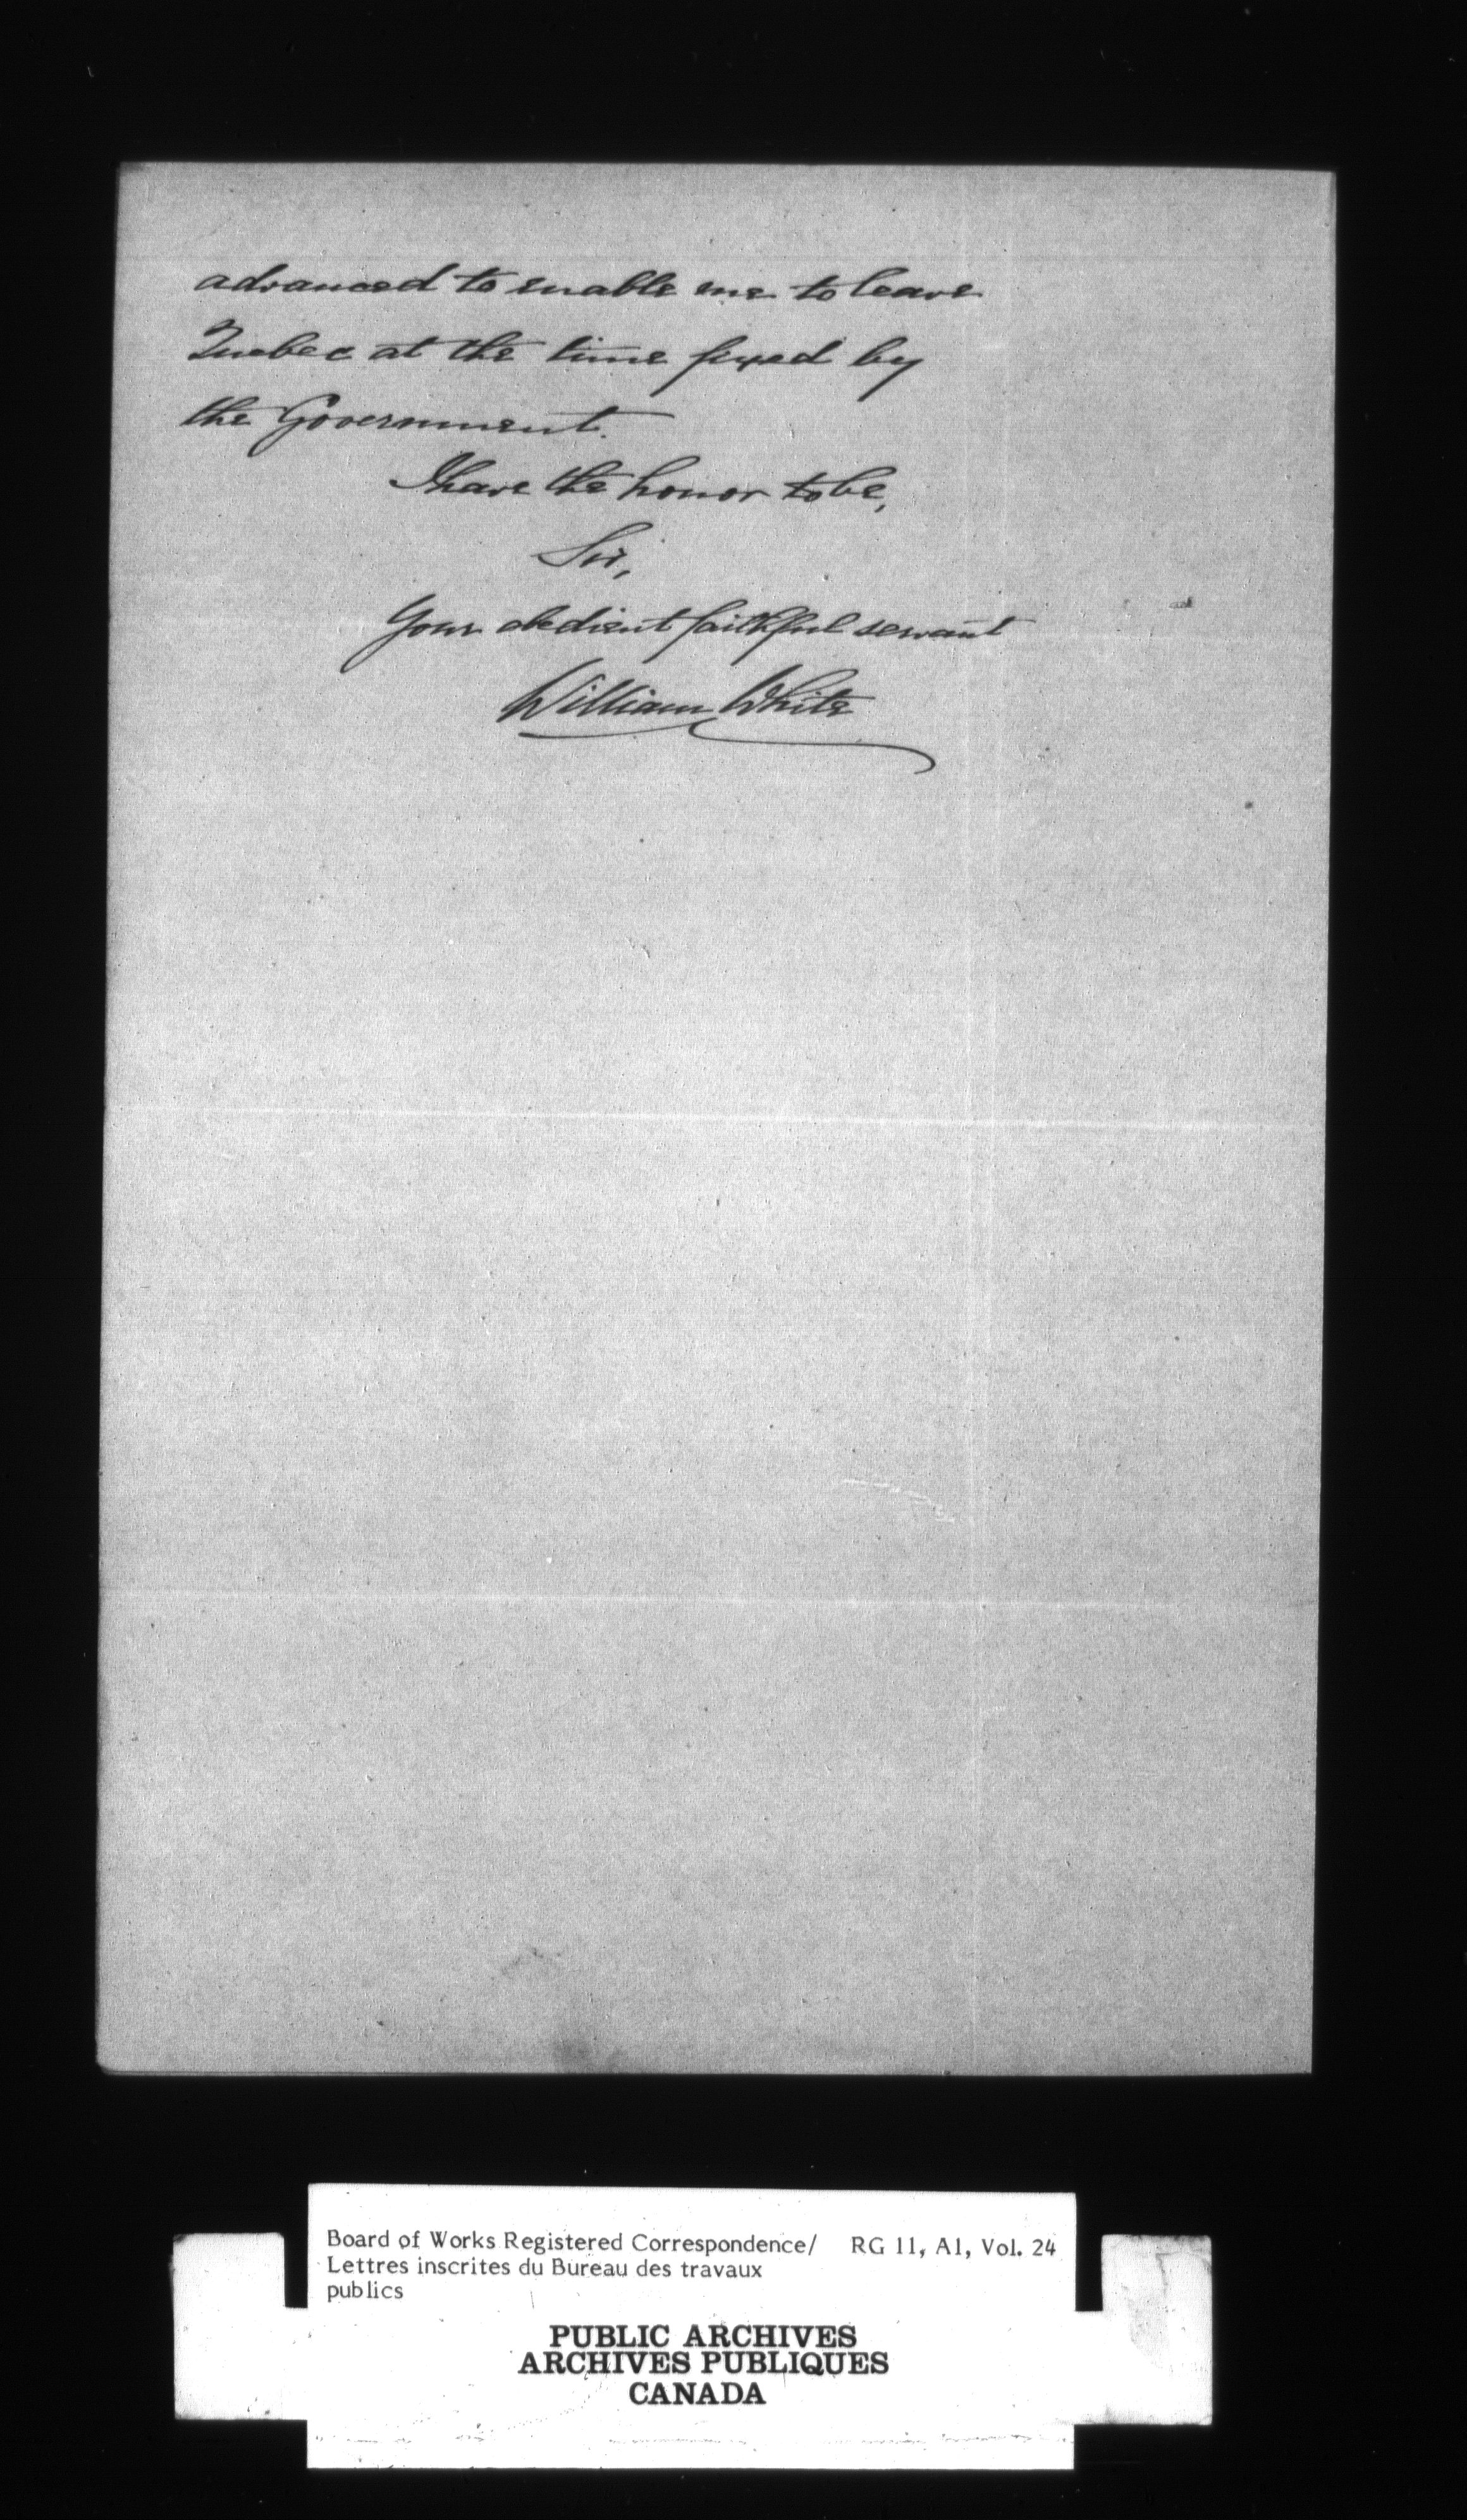 advanced to enable me to leave
Quebec at the time fixed by
the Government.
I have the honor to be,
Sir,
Your obedient faithful servant
William White
Board of Works Registered Correspondence/ RG 11, A1, Vol. 24
Lettres inscrites du Bureau des travaux
publics
PUBLIC ARCHIVES
ARCHIVES PUBLIQUES
CANADA